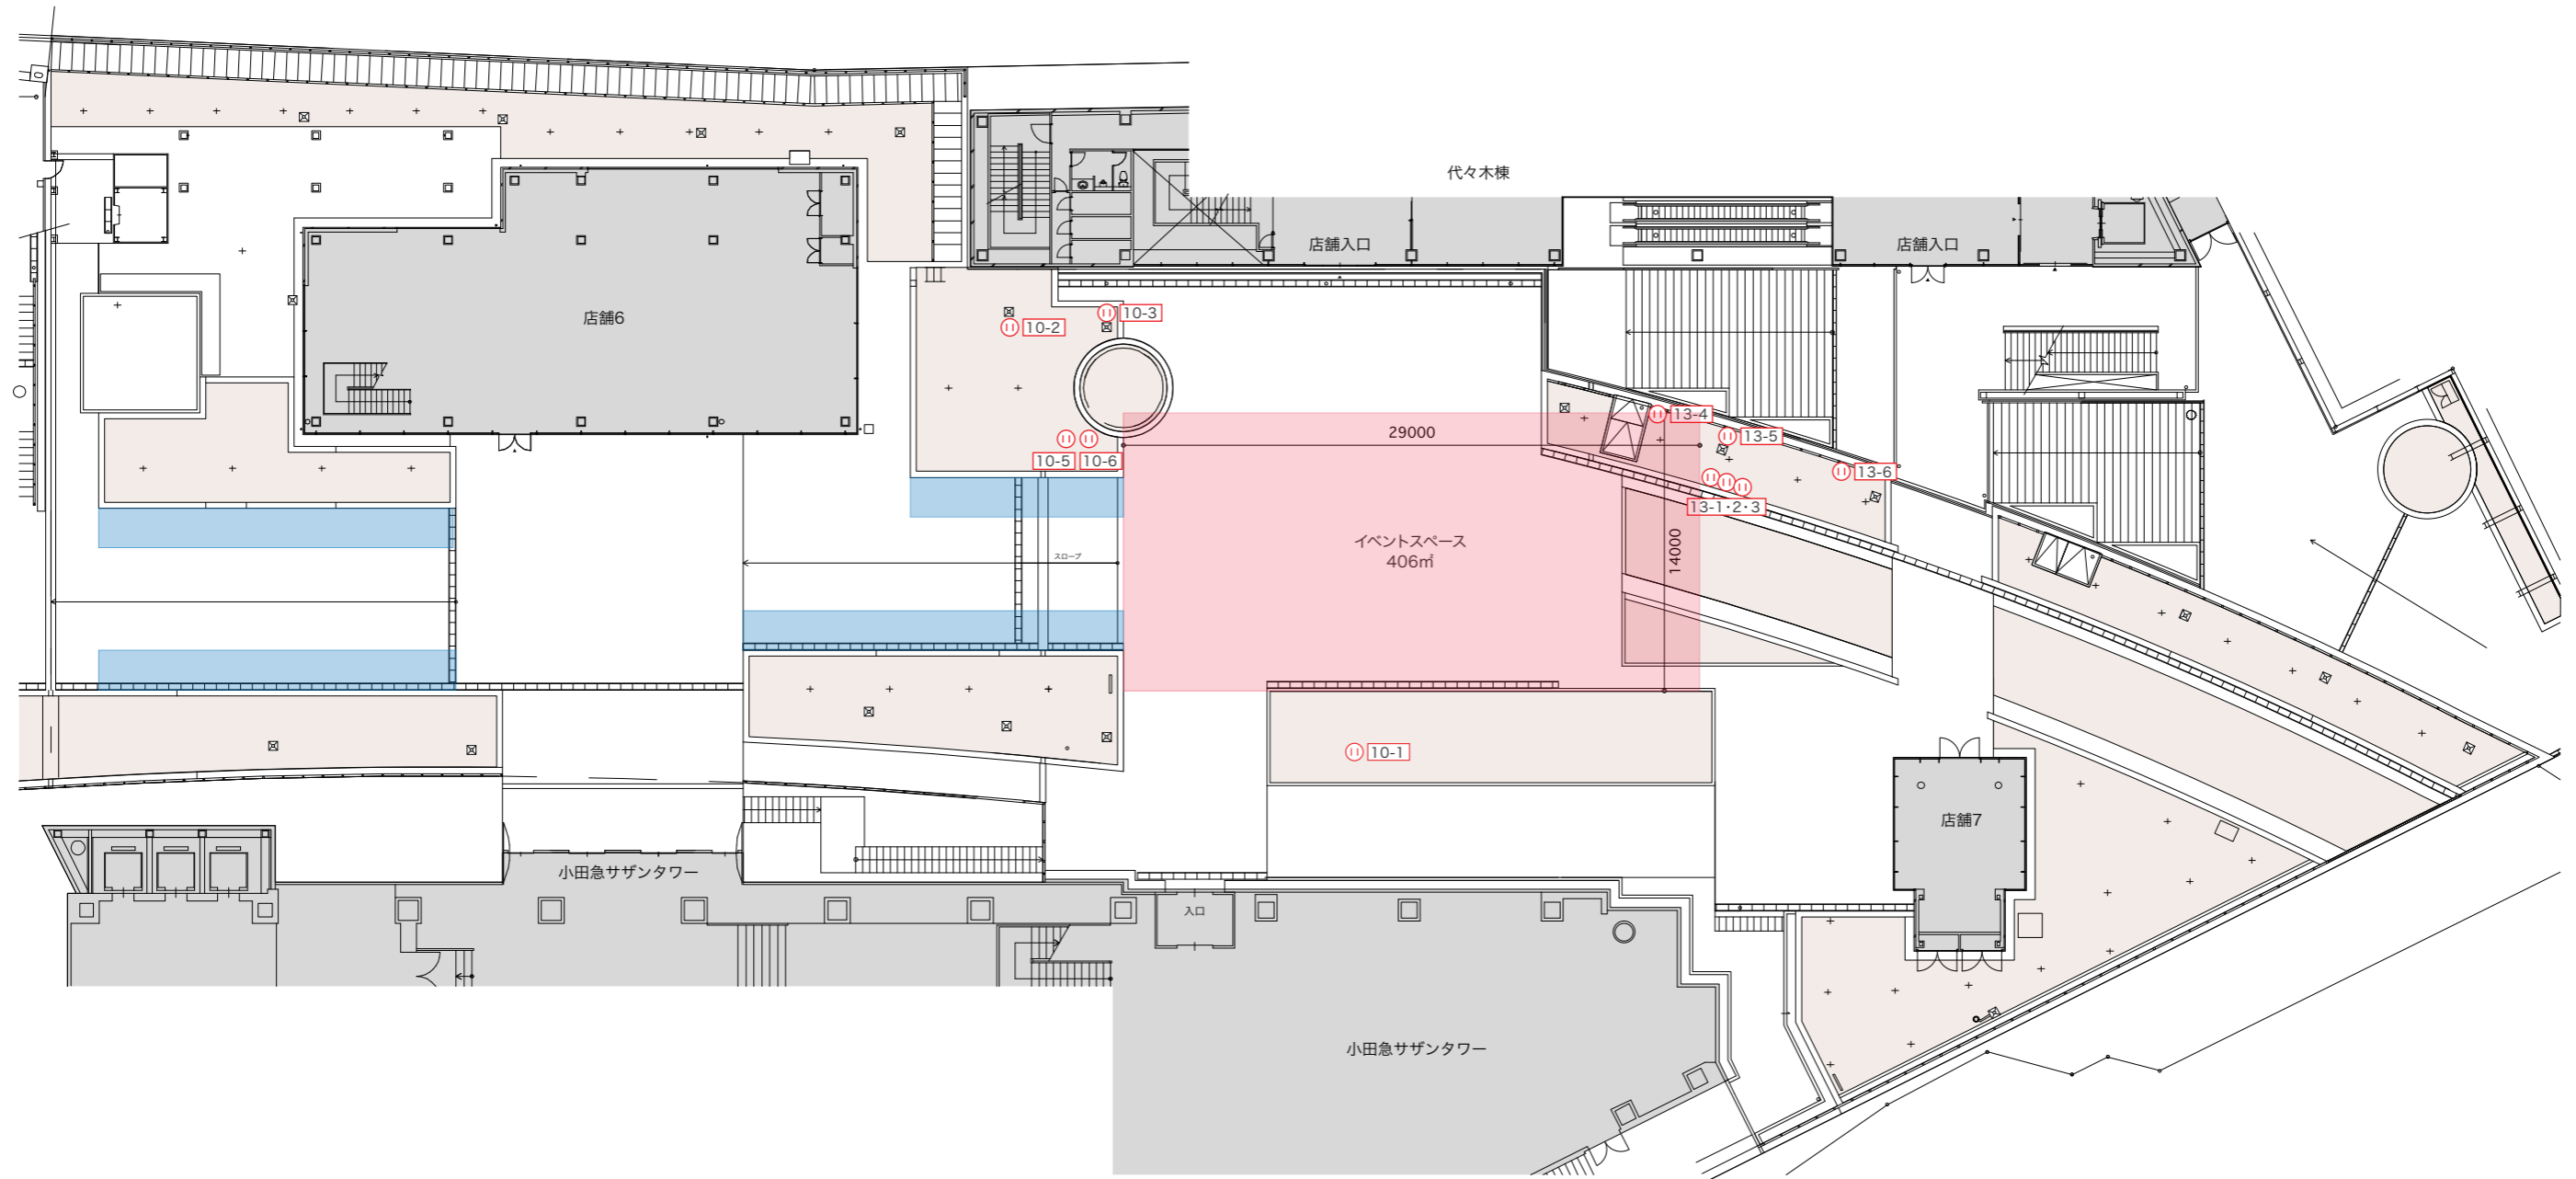 代々木棟
店舗入口
店舗入口
店舗6
10-2
10-3
10-5
10-6
29000
13-4
13-5
13-6
13-1・2・3
イベントスペース
406㎡
14000
スロープ
10-1
店舗7
小田急サザンタワー
入口
小田急サザンタワー